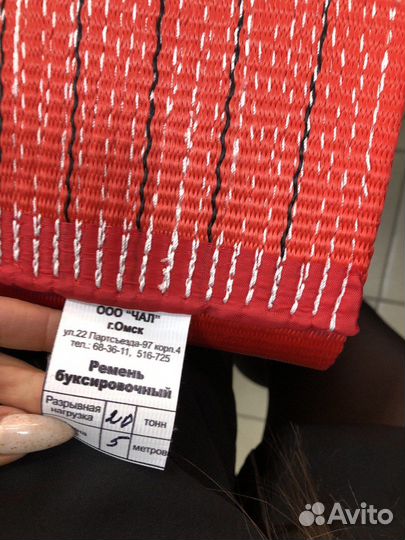 ООО "ЧАЛ"
г.Омск
ул.22 Партсъезда-97 корп.4
тел.: 68-36-11, 516-725
Ремень
буксировочный
Разрывная
нагрузка 20 тонн
5 метров
Avito